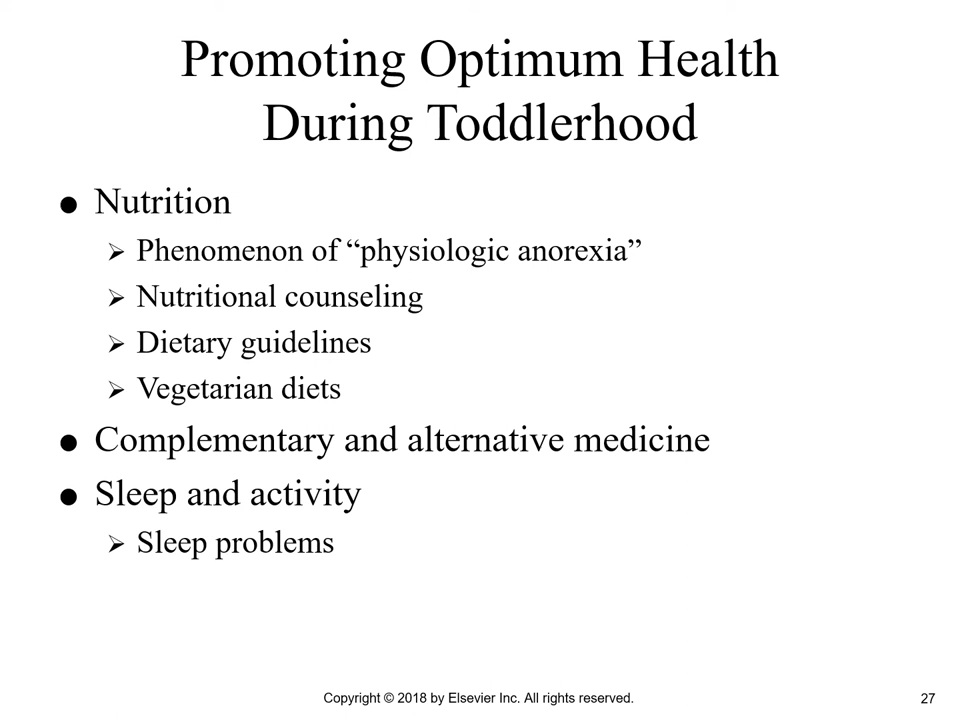 Promoting Optimum Health
During Toddlerhood
● Nutrition
➢ Phenomenon of “physiologic anorexia”
➢ Nutritional counseling
➢ Dietary guidelines
➢ Vegetarian diets
● Complementary and alternative medicine
● Sleep and activity
➢ Sleep problems
Copyright © 2018 by Elsevier Inc. All rights reserved.
27